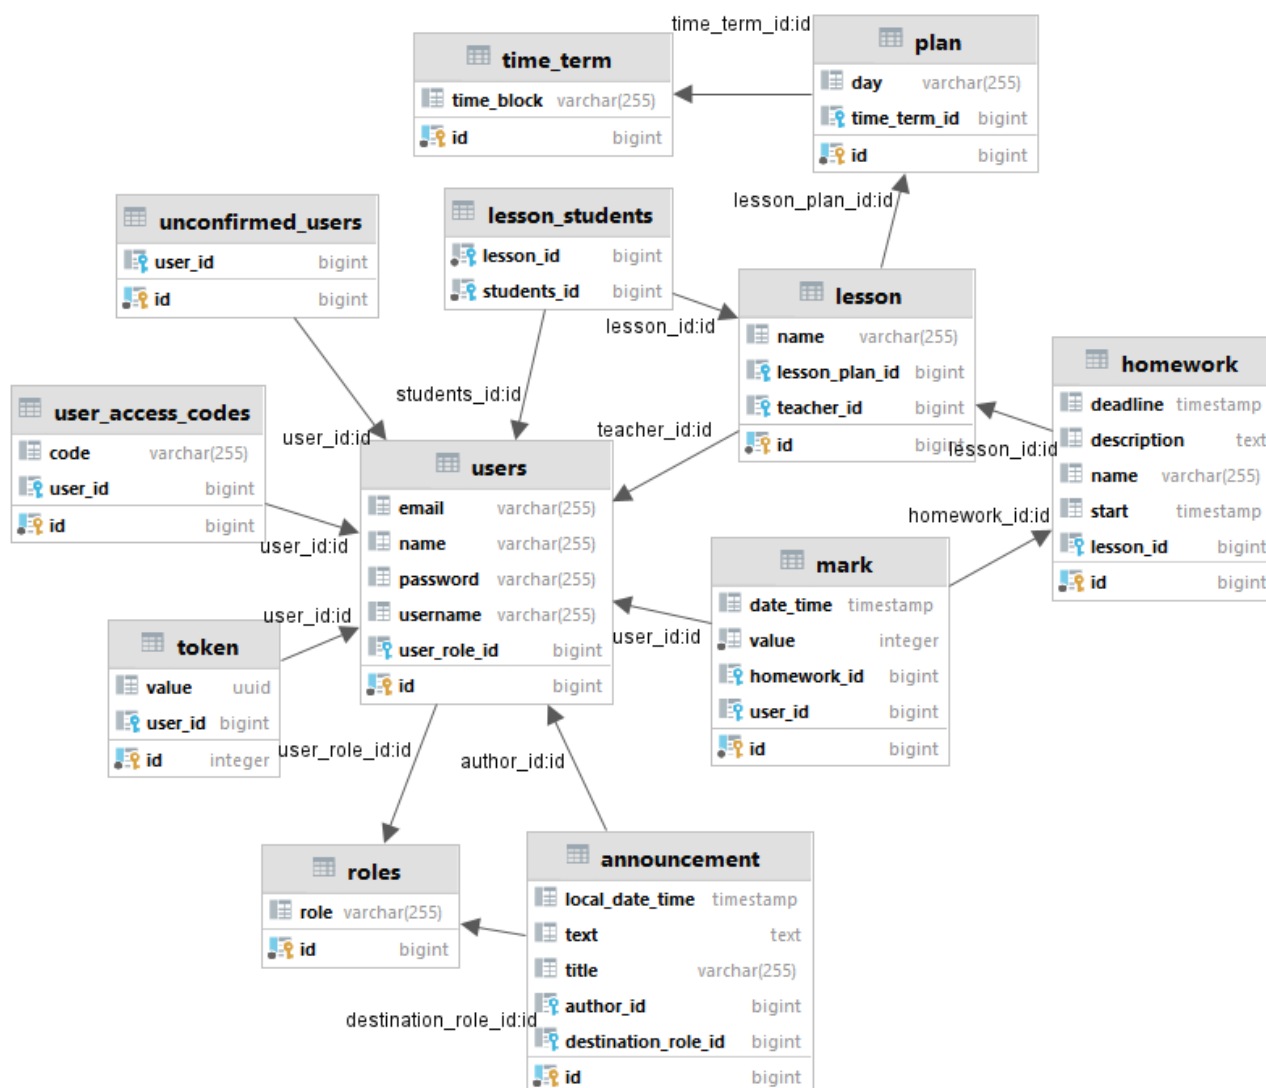 time_term_id:id
plan
day varchar(255)
time_term_id bigint
id bigint
time_term
time_block varchar(255)
id bigint
lesson_plan_id:id
unconfirmed_users
user_id bigint
id bigint
lesson_students
lesson_id bigint
students_id bigint
lesson_id:id
lesson
name varchar(255)
lesson_plan_id bigint
teacher_id bigint
id bigint
homework
deadline timestamp
description text
name varchar(255)
start timestamp
lesson_id bigint
id bigint
lesson_id:id
homework_id:id
students_id:id
teacher_id:id
user_id:id
user_access_codes
code varchar(255)
user_id bigint
id bigint
user_id:id
users
email varchar(255)
name varchar(255)
password varchar(255)
username varchar(255)
user_role_id bigint
id bigint
mark
date_time timestamp
value integer
homework_id bigint
user_id bigint
id bigint
user_id:id
user_id:id
token
value uuid
user_id bigint
id integer
user_role_id:id
author_id:id
roles
role varchar(255)
id bigint
announcement
local_date_time timestamp
text text
title varchar(255)
author_id bigint
destination_role_id bigint
id bigint
destination_role_id:id